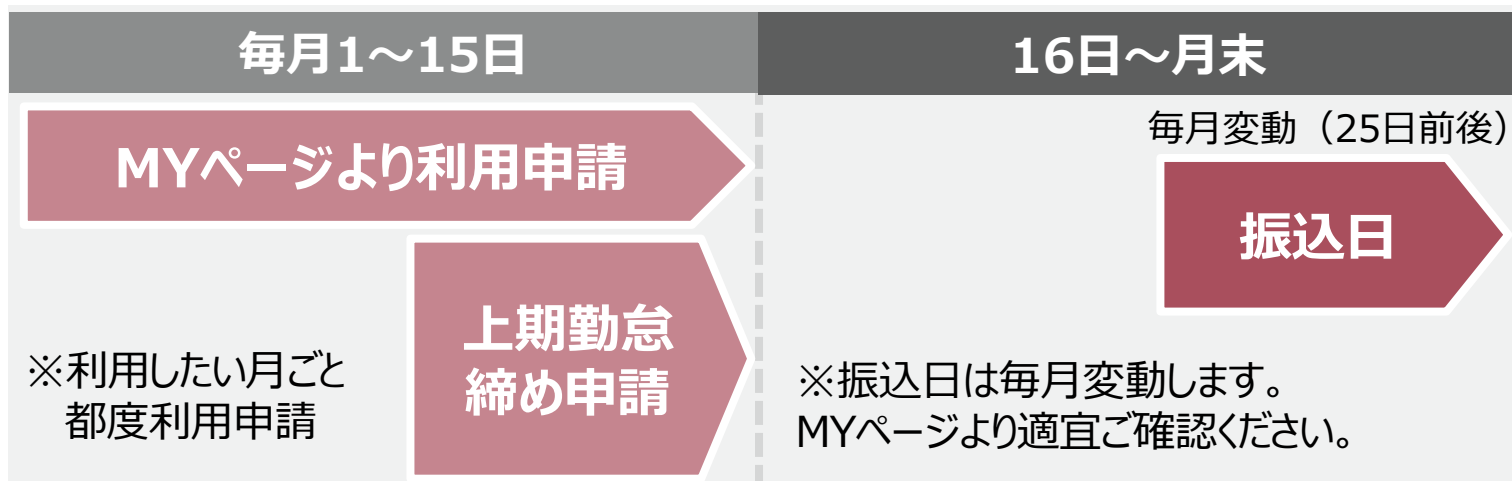 毎月1～15日
16日～月末
MYページより利用申請
毎月変動（25日前後）
振込日
上期勤怠
締め申請
※利用したい月ごと
都度利用申請
※振込日は毎月変動します。
MYページより適宜ご確認ください。